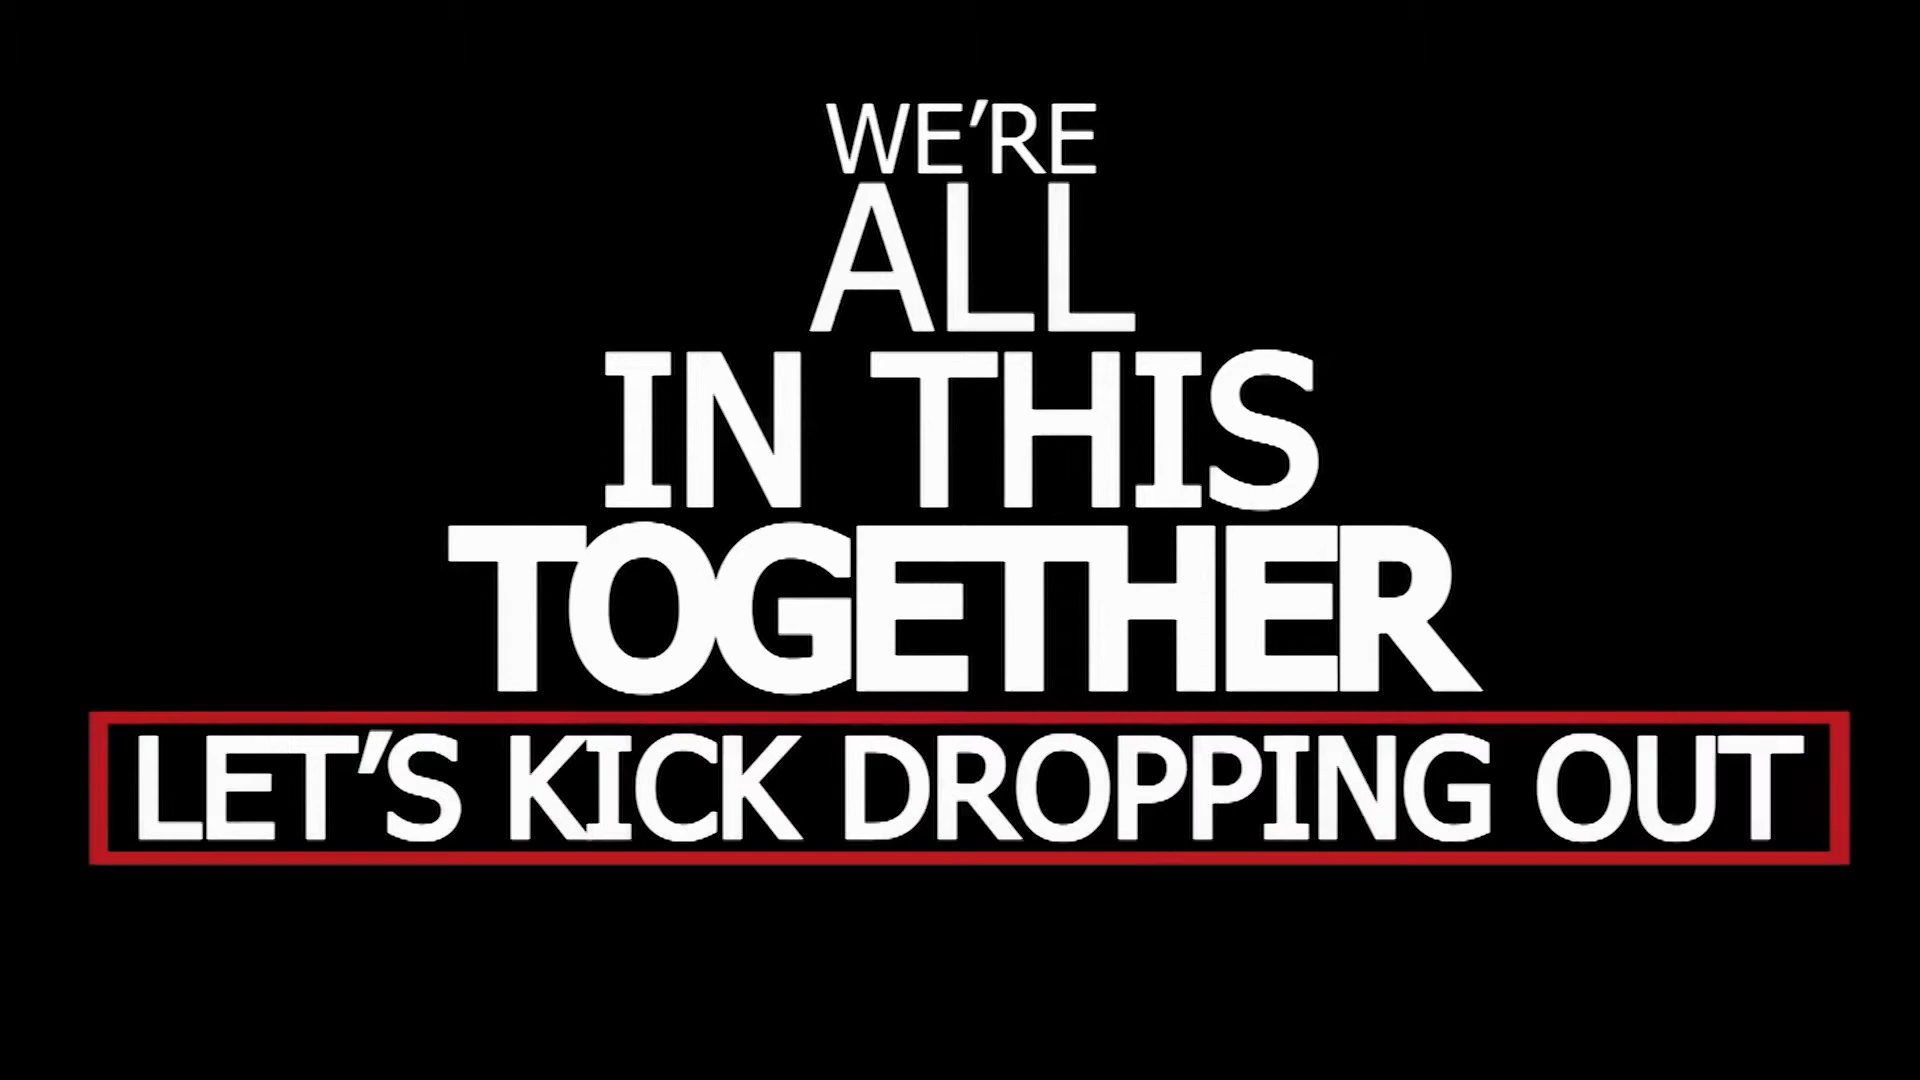 WE'RE
ALL
IN THIS
TOGETHER
LET'S KICK DROPPING OUT